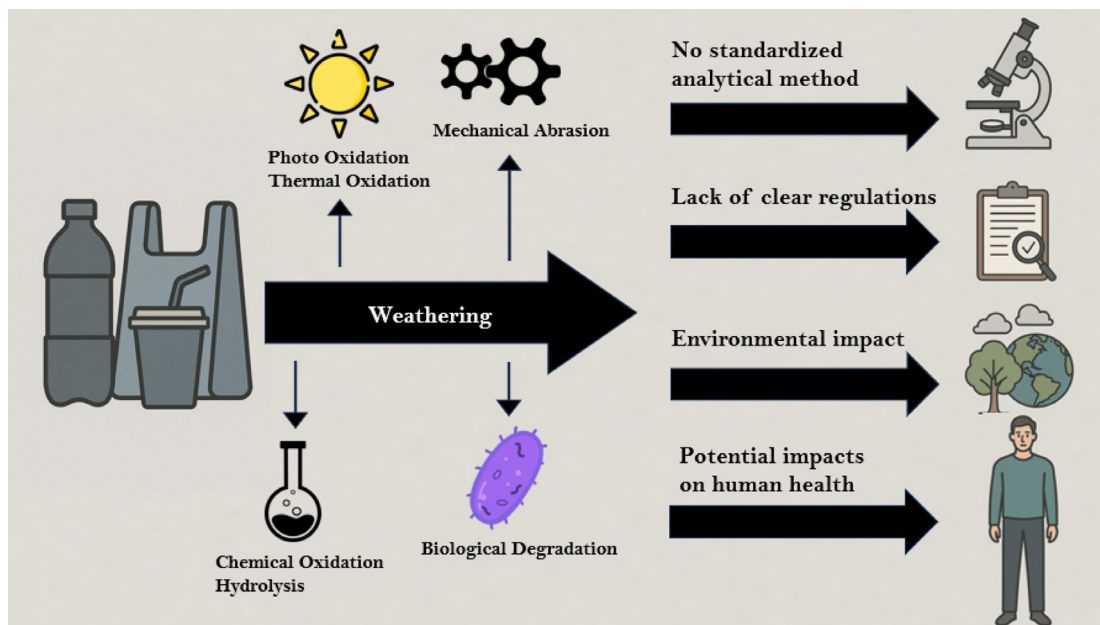 Photo Oxidation
Thermal Oxidation
Mechanical Abrasion
Weathering
Chemical Oxidation
Hydrolysis
Biological Degradation
No standardized
analytical method
Lack of clear regulations
Environmental impact
Potential impacts
on human health